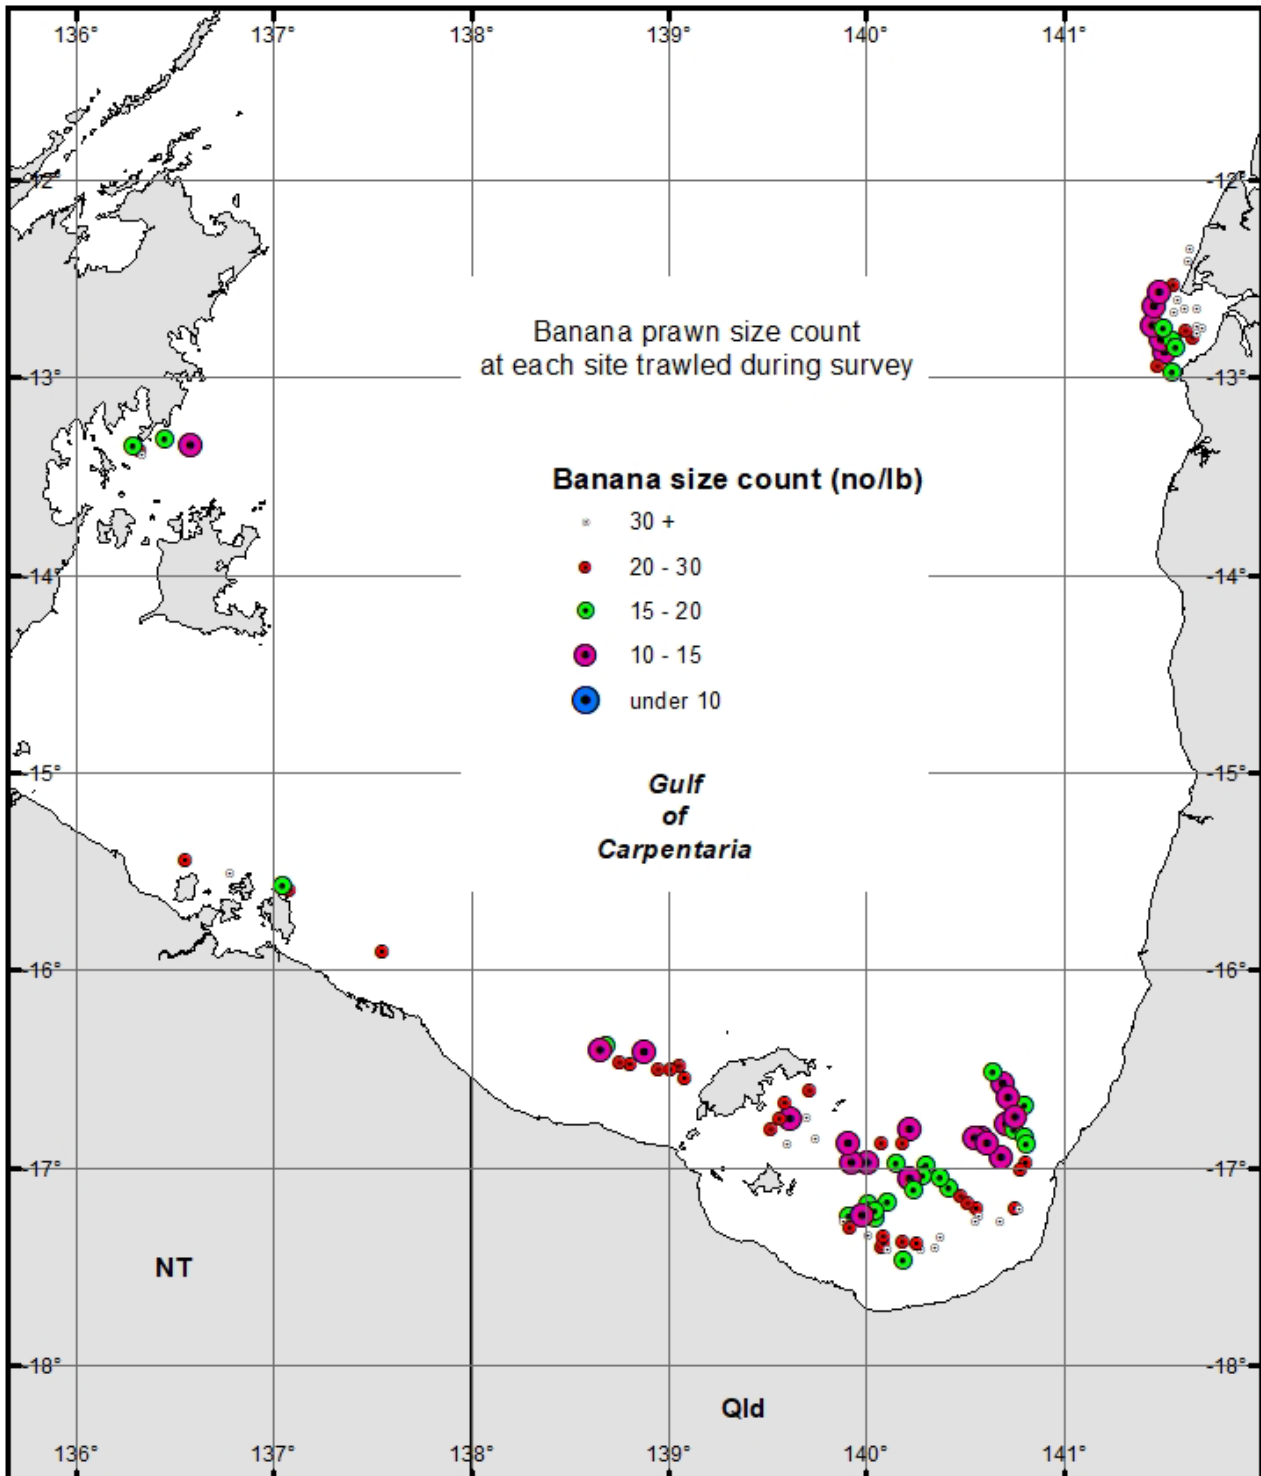 136° 137° 138° 139° 140° 141°
-12° -12°
Banana prawn size count
at each site trawled during survey
-13° -13°
Banana size count (no/lb)
30 +
20 - 30
-14° -14°
15 - 20
10 - 15
under 10
-15° -15°
Gulf
of
Carpentaria
-16° -16°
-17° -17°
NT
-18° -18°
Qld
136° 137° 138° 139° 140° 141°